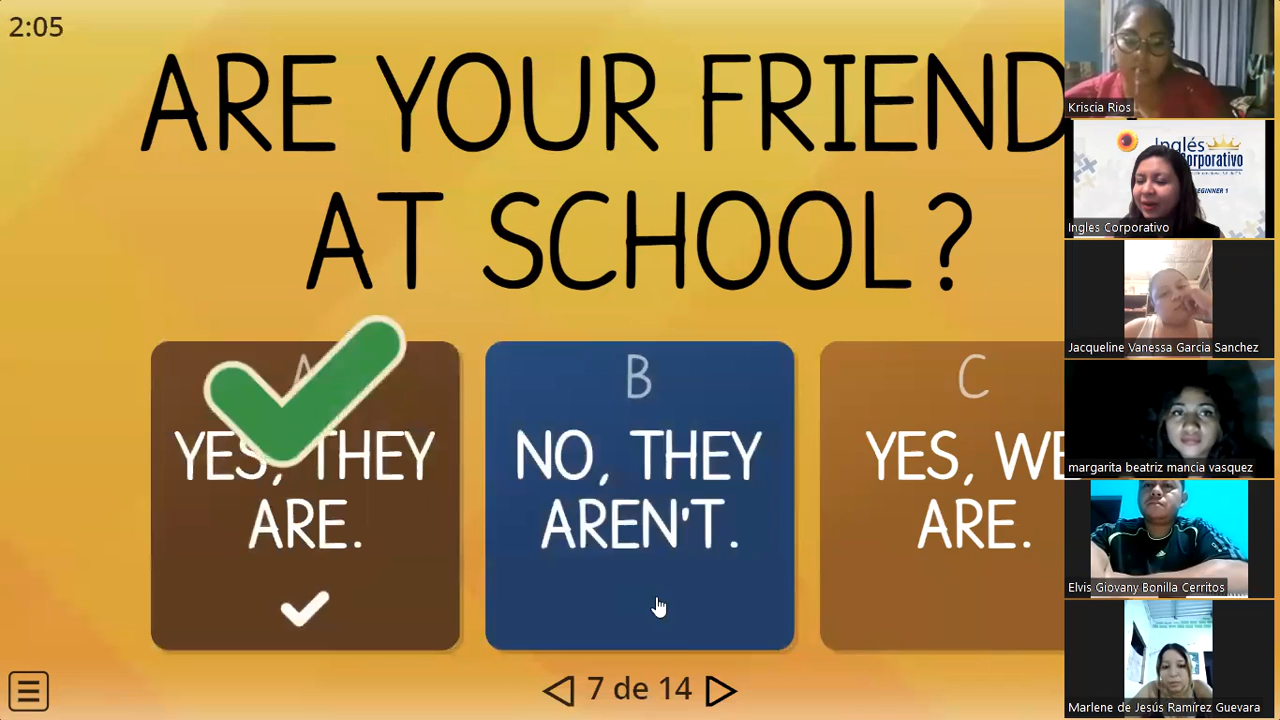 2:05
ARE YOUR FRIEND
AT SCHOOL?
A
YES, THEY
ARE.
B
NO, THEY
AREN'T.
C
YES, WE
ARE.
7 de 14
Kriscia Rios
Inglés
Corporativo
BEGINNER 1
Ingles Corporativo
Jacqueline Vanessa Garcia Sanchez
margarita beatriz mancia vasquez
Elvis Giovany Bonilla Cerritos
Marlene de Jesús Ramírez Guevara